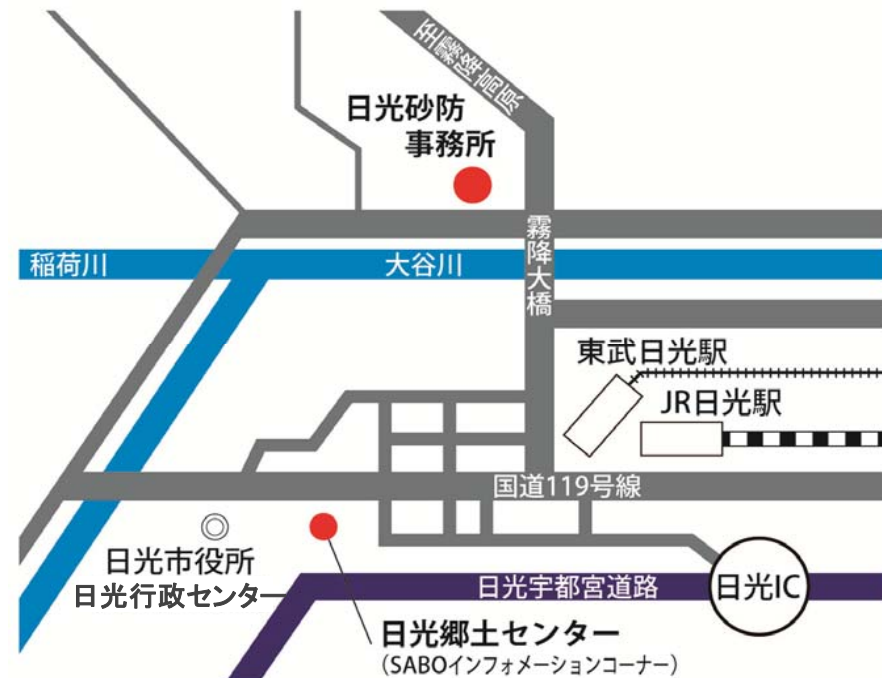 至霧降高原
日光砂防
事務所
霧降大橋
稲荷川
大谷川
東武日光駅
JR日光駅
国道119号線
日光市役所
日光行政センター
日光宇都宮道路
日光IC
日光郷土センター
（SABOインフォメーションコーナー）